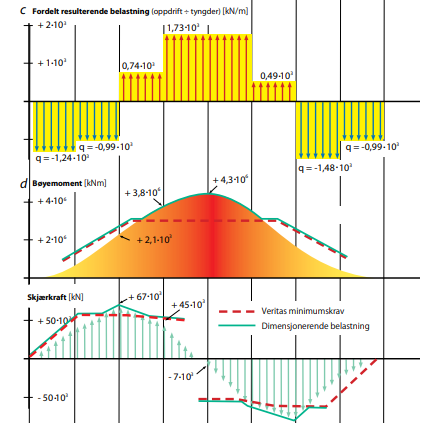 c Fordelt resulterende belastning (oppdrift ÷ tyngder) [kN/m]
+ 2·10³
1,73·10³
+ 1·10³
0,74·10³
0,49·10³
q = -0,99·10³
q = -0,99·10³
q = -1,24·10³
q = -1,48·10³
d Bøyemoment [kNm]
+ 4,3·10⁶
+ 3,8·10⁶
+ 4·10⁶
+ 2·10⁶
+ 2,1·10³
Skjærkraft [kN]
+ 67·10³
+ 45·10³
+ 50·10³
Veritas minimumskrav
Dimensjonerende belastning
- 7·10³
- 50·10³